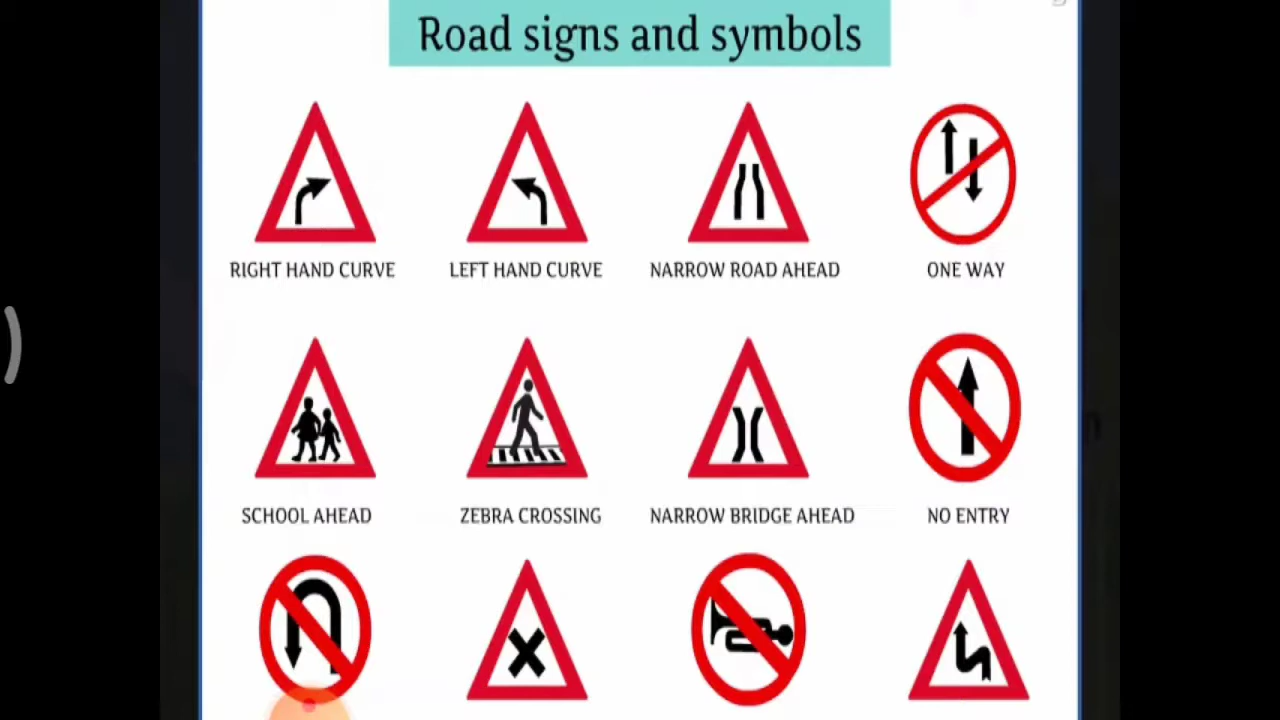 Road signs and symbols
RIGHT HAND CURVE
LEFT HAND CURVE
NARROW ROAD AHEAD
ONE WAY
SCHOOL AHEAD
ZEBRA CROSSING
NARROW BRIDGE AHEAD
NO ENTRY